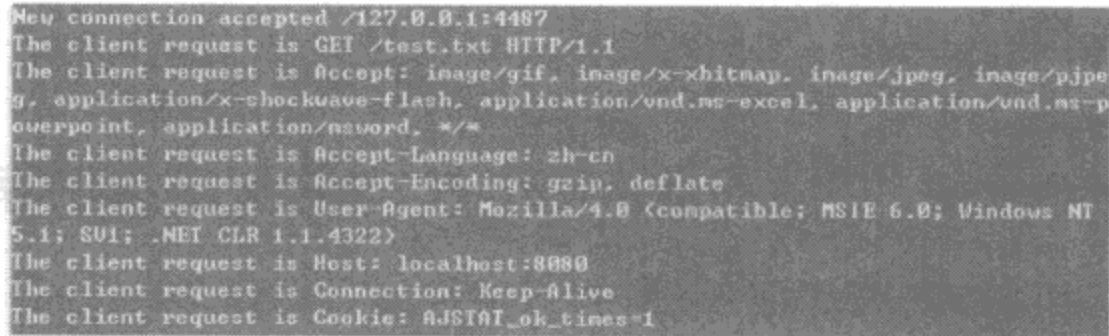 New connection accepted /127.0.0.1:4487
The client request is GET /test.txt HTTP/1.1
The client request is Accept: image/gif, image/x-xbitmap, image/jpeg, image/pjpe
g, application/x-shockwave-flash, application/vnd.ms-excel, application/vnd.ms-p
owerpoint, application/msword, */*
The client request is Accept-Language: zh-cn
The client request is Accept-Encoding: gzip, deflate
The client request is User-Agent: Mozilla/4.0 (compatible; MSIE 6.0; Windows NT
5.1; SV1; .NET CLR 1.1.4322)
The client request is Host: localhost:8080
The client request is Connection: Keep-Alive
The client request is Cookie: AJSTAT_ok_times=1